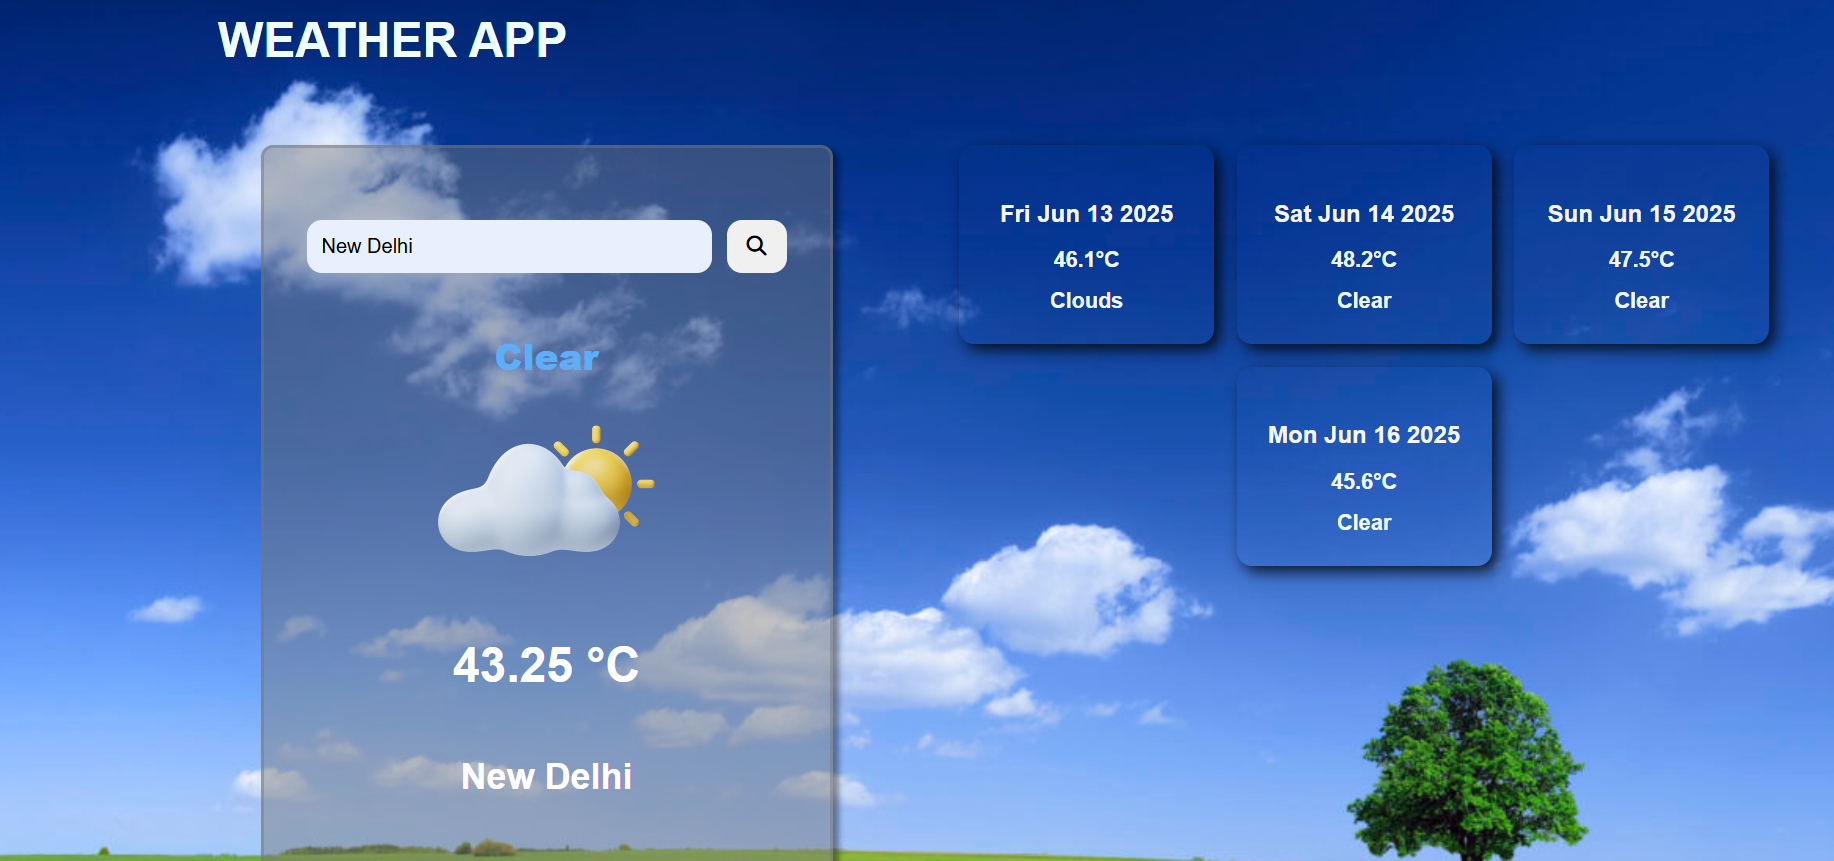 WEATHER APP
New Delhi
Clear
43.25 °C
New Delhi
Fri Jun 13 2025
46.1°C
Clouds
Sat Jun 14 2025
48.2°C
Clear
Sun Jun 15 2025
47.5°C
Clear
Mon Jun 16 2025
45.6°C
Clear